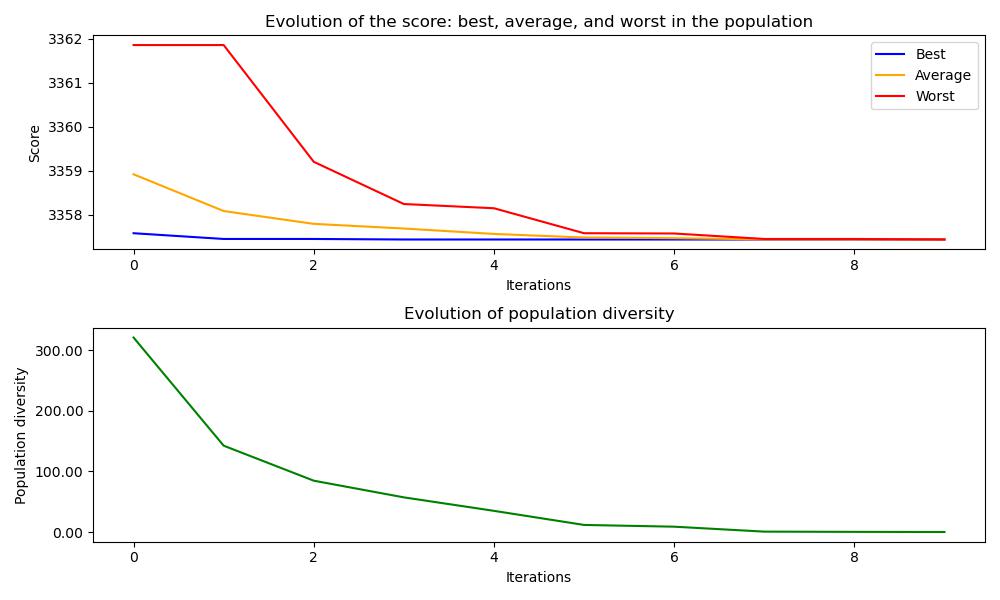 Evolution of the score: best, average, and worst in the population
3362
3361
3360
3359
3358
Score
Best
Average
Worst
0 2 4 6 8
Iterations
Evolution of population diversity
300.00
200.00
100.00
0.00
Population diversity
0 2 4 6 8
Iterations